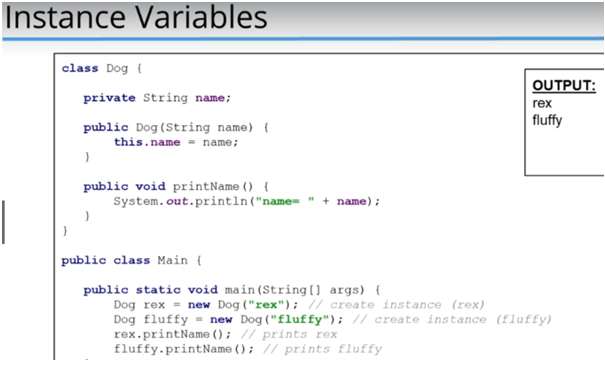 Instance Variables
class Dog {
private String name;
public Dog(String name) {
this.name = name;
}
public void printName() {
System.out.println("name= " + name);
}
}
public class Main {
public static void main(String[] args) {
Dog rex = new Dog("rex"); // create instance (rex)
Dog fluffy = new Dog("fluffy"); // create instance (fluffy)
rex.printName(); // prints rex
fluffy.printName(); // prints fluffy
OUTPUT:
rex
fluffy